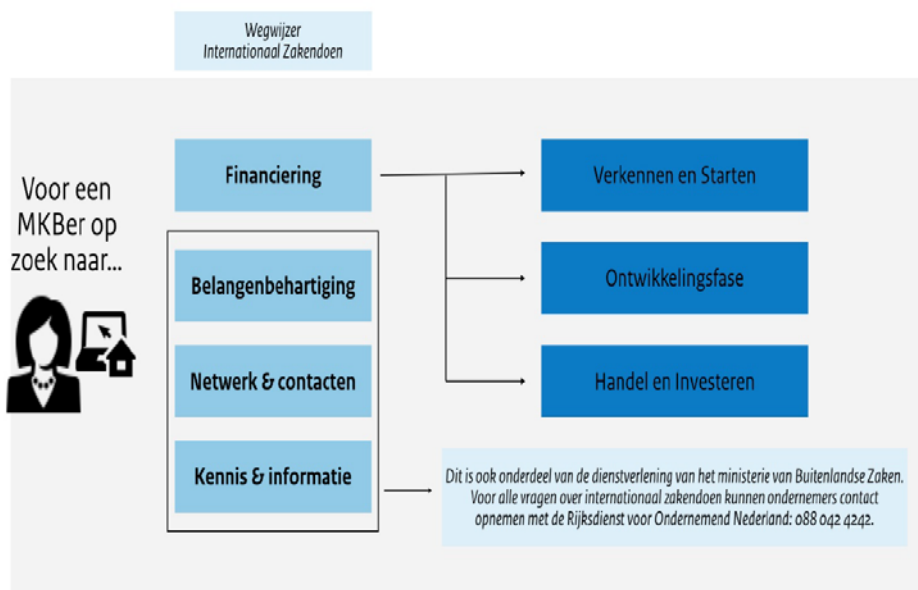 Wegwijzer
Internationaal Zakendoen
Voor een
MKBer op
zoek naar...
Financiering
Belangenbehartiging
Netwerk & contacten
Kennis & informatie
Verkennen en Starten
Ontwikkelingsfase
Handel en Investeren
Dit is ook onderdeel van de dienstverlening van het ministerie van Buitenlandse Zaken.
Voor alle vragen over internationaal zakendoen kunnen ondernemers contact
opnemen met de Rijksdienst voor Ondernemend Nederland: 088 042 4242.